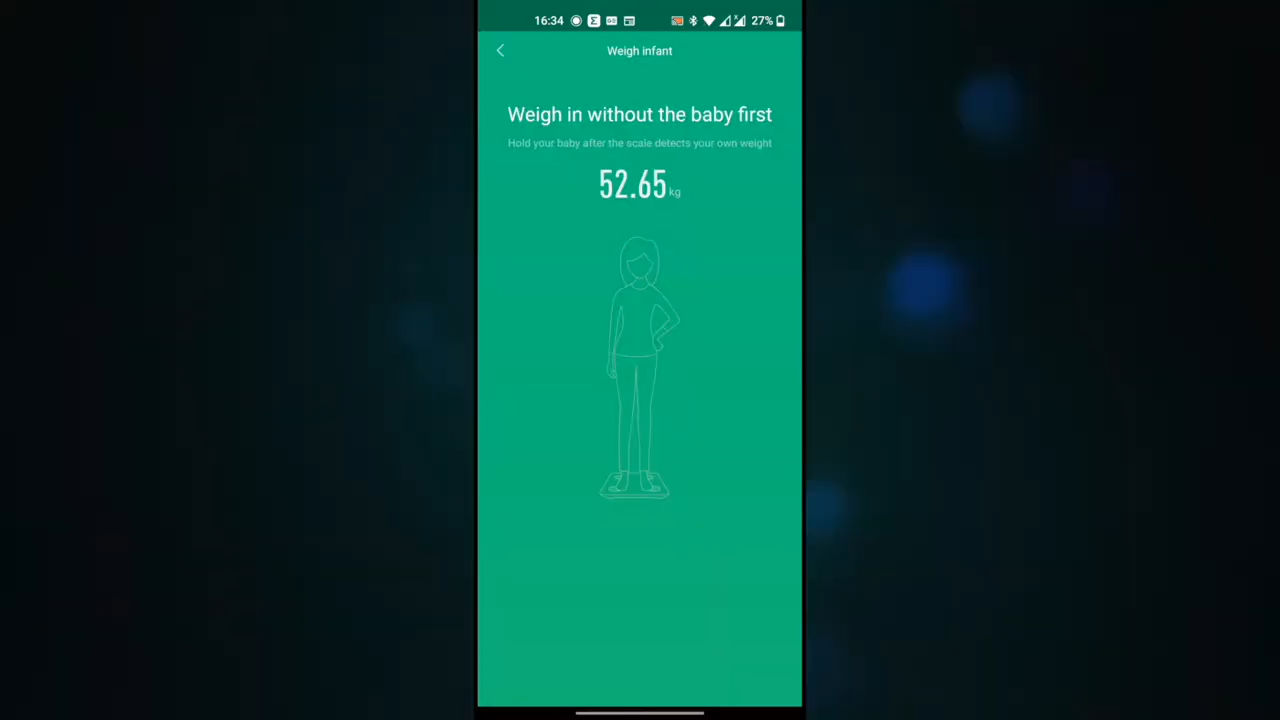 16:34 27%
Weigh infant
Weigh in without the baby first
Hold your baby after the scale detects your own weight
52.65 kg